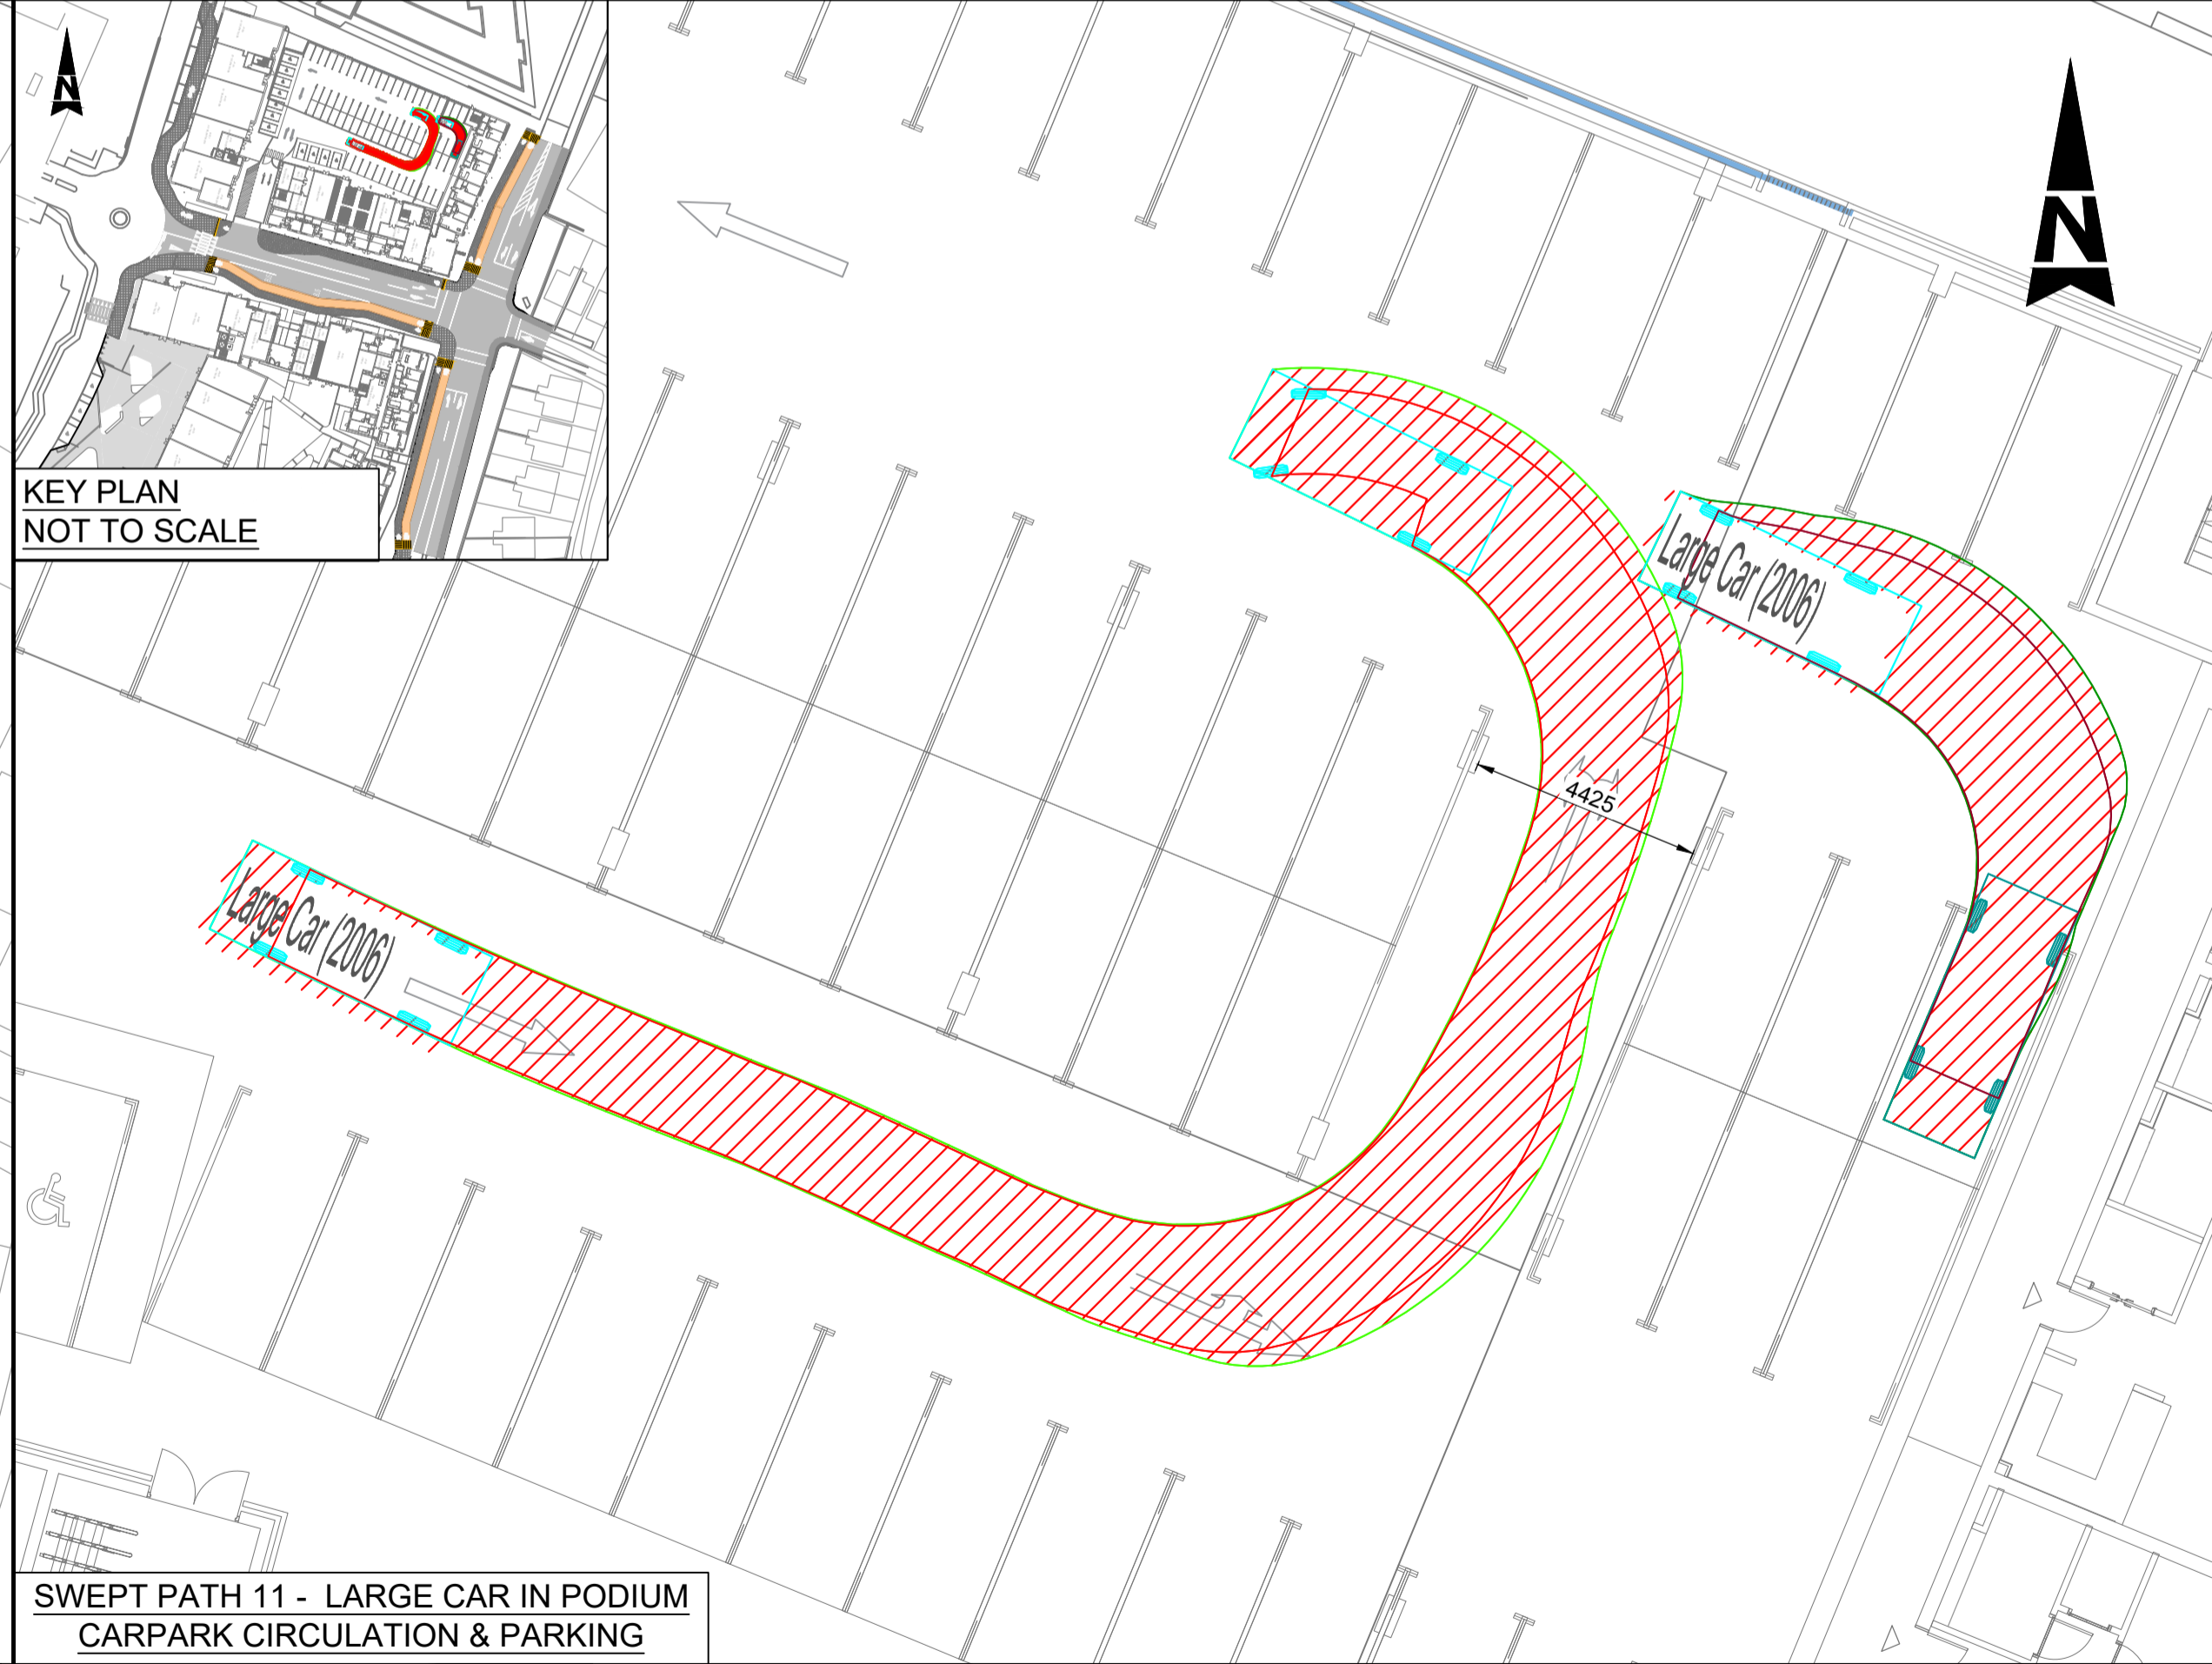 N
KEY PLAN
NOT TO SCALE
N
Large Car (2006)
4425
Large Car (2006)
SWEPT PATH 11 - LARGE CAR IN PODIUM
CARPARK CIRCULATION & PARKING